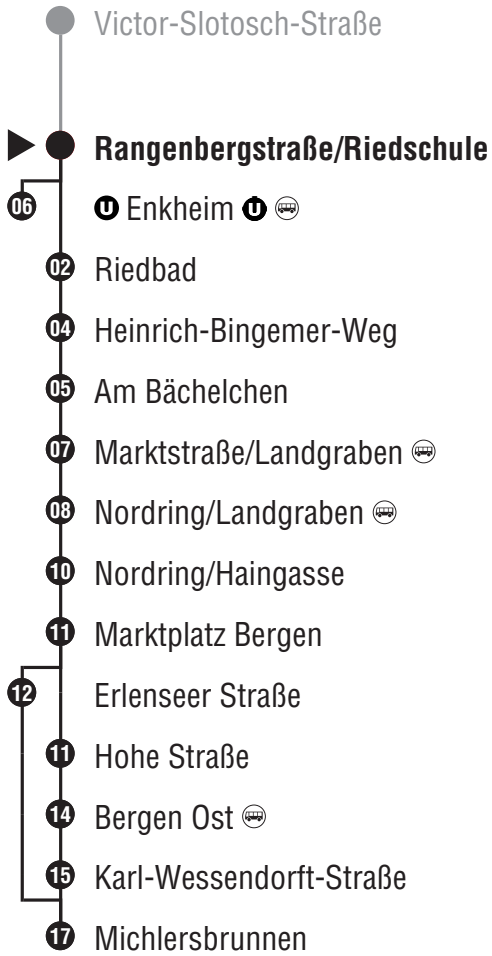 Victor-Slotosch-Straße
Rangenbergstraße/Riedschule
06 U Enkheim U
02 Riedbad
04 Heinrich-Bingemer-Weg
05 Am Bächelchen
07 Marktstraße/Landgraben
08 Nordring/Landgraben
10 Nordring/Haingasse
11 Marktplatz Bergen
12 Erlenseer Straße
11 Hohe Straße
14 Bergen Ost
15 Karl-Wessendorft-Straße
17 Michlersbrunnen